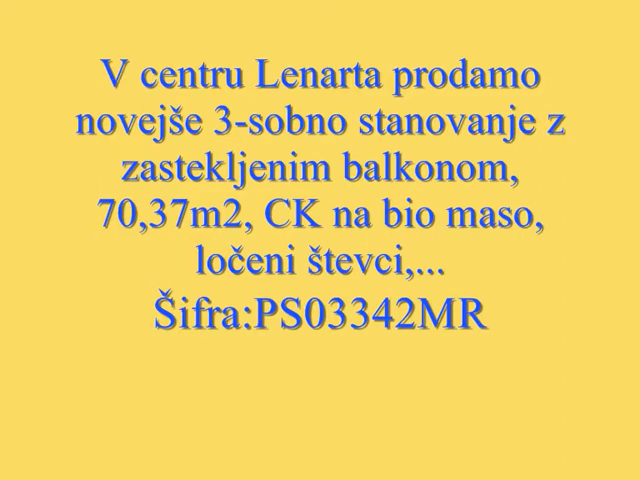 V centru Lenarta prodamo
novejše 3-sobno stanovanje z
zastekljenim balkonom,
70,37m2, CK na bio maso,
ločeni števci,...
Šifra:PS03342MR